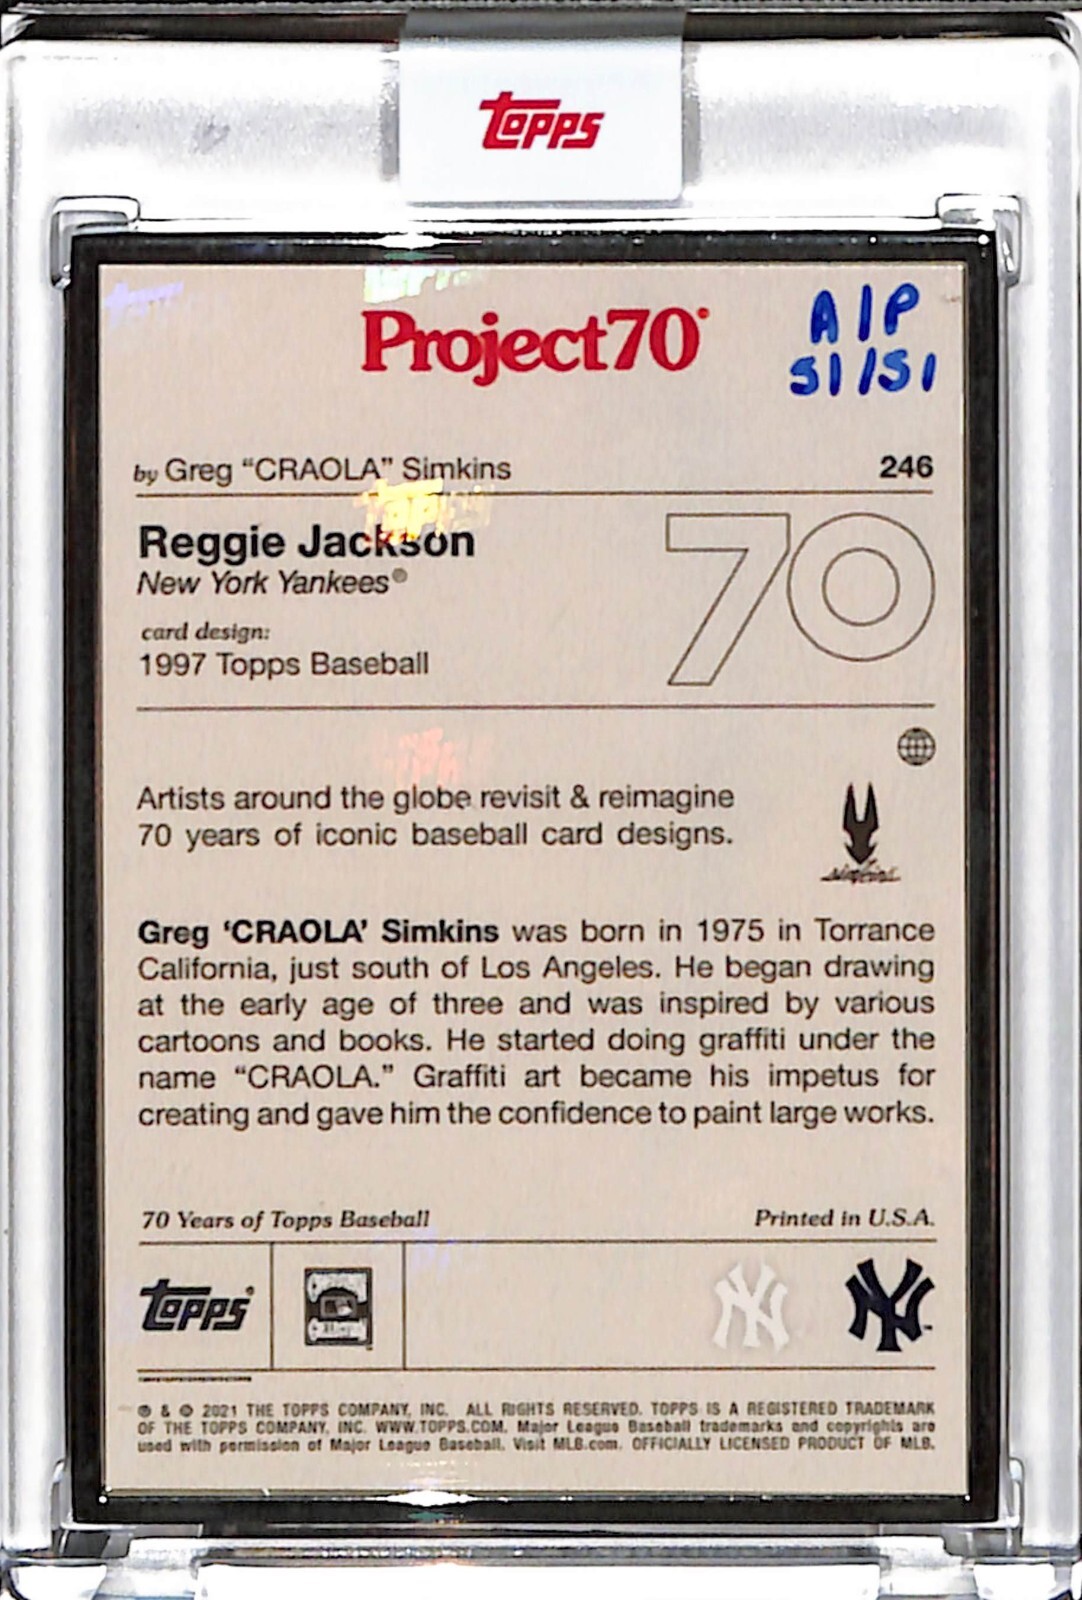 Topps
Project70
A/P
51/51
by Greg “CRAOLA” Simkins
246
Reggie Jackson
New York Yankees®
card design:
1997 Topps Baseball
70
Artists around the globe revisit & reimagine
70 years of iconic baseball card designs.
simkins
Greg ‘CRAOLA’ Simkins was born in 1975 in Torrance
California, just south of Los Angeles. He began drawing
at the early age of three and was inspired by various
cartoons and books. He started doing graffiti under the
name “CRAOLA.” Graffiti art became his impetus for
creating and gave him the confidence to paint large works.
70 Years of Topps Baseball
Printed in U.S.A.
Topps
NY
NY
® & © 2021 THE TOPPS COMPANY, INC. ALL RIGHTS RESERVED. TOPPS IS A REGISTERED TRADEMARK
OF THE TOPPS COMPANY, INC. WWW.TOPPS.COM. Major League Baseball trademarks and copyrights are
used with permission of Major League Baseball. Visit MLB.com. OFFICIALLY LICENSED PRODUCT OF MLB.